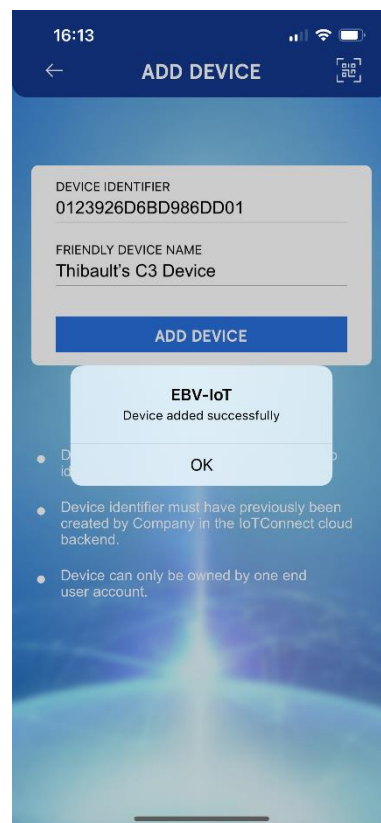 16:13
ADD DEVICE
DEVICE IDENTIFIER
0123926D6BD986DD01
FRIENDLY DEVICE NAME
Thibault's C3 Device
ADD DEVICE
EBV-IoT
Device added successfully
OK
Device identifier must have previously been
created by Company in the IoTConnect cloud
backend.
Device can only be owned by one end
user account.